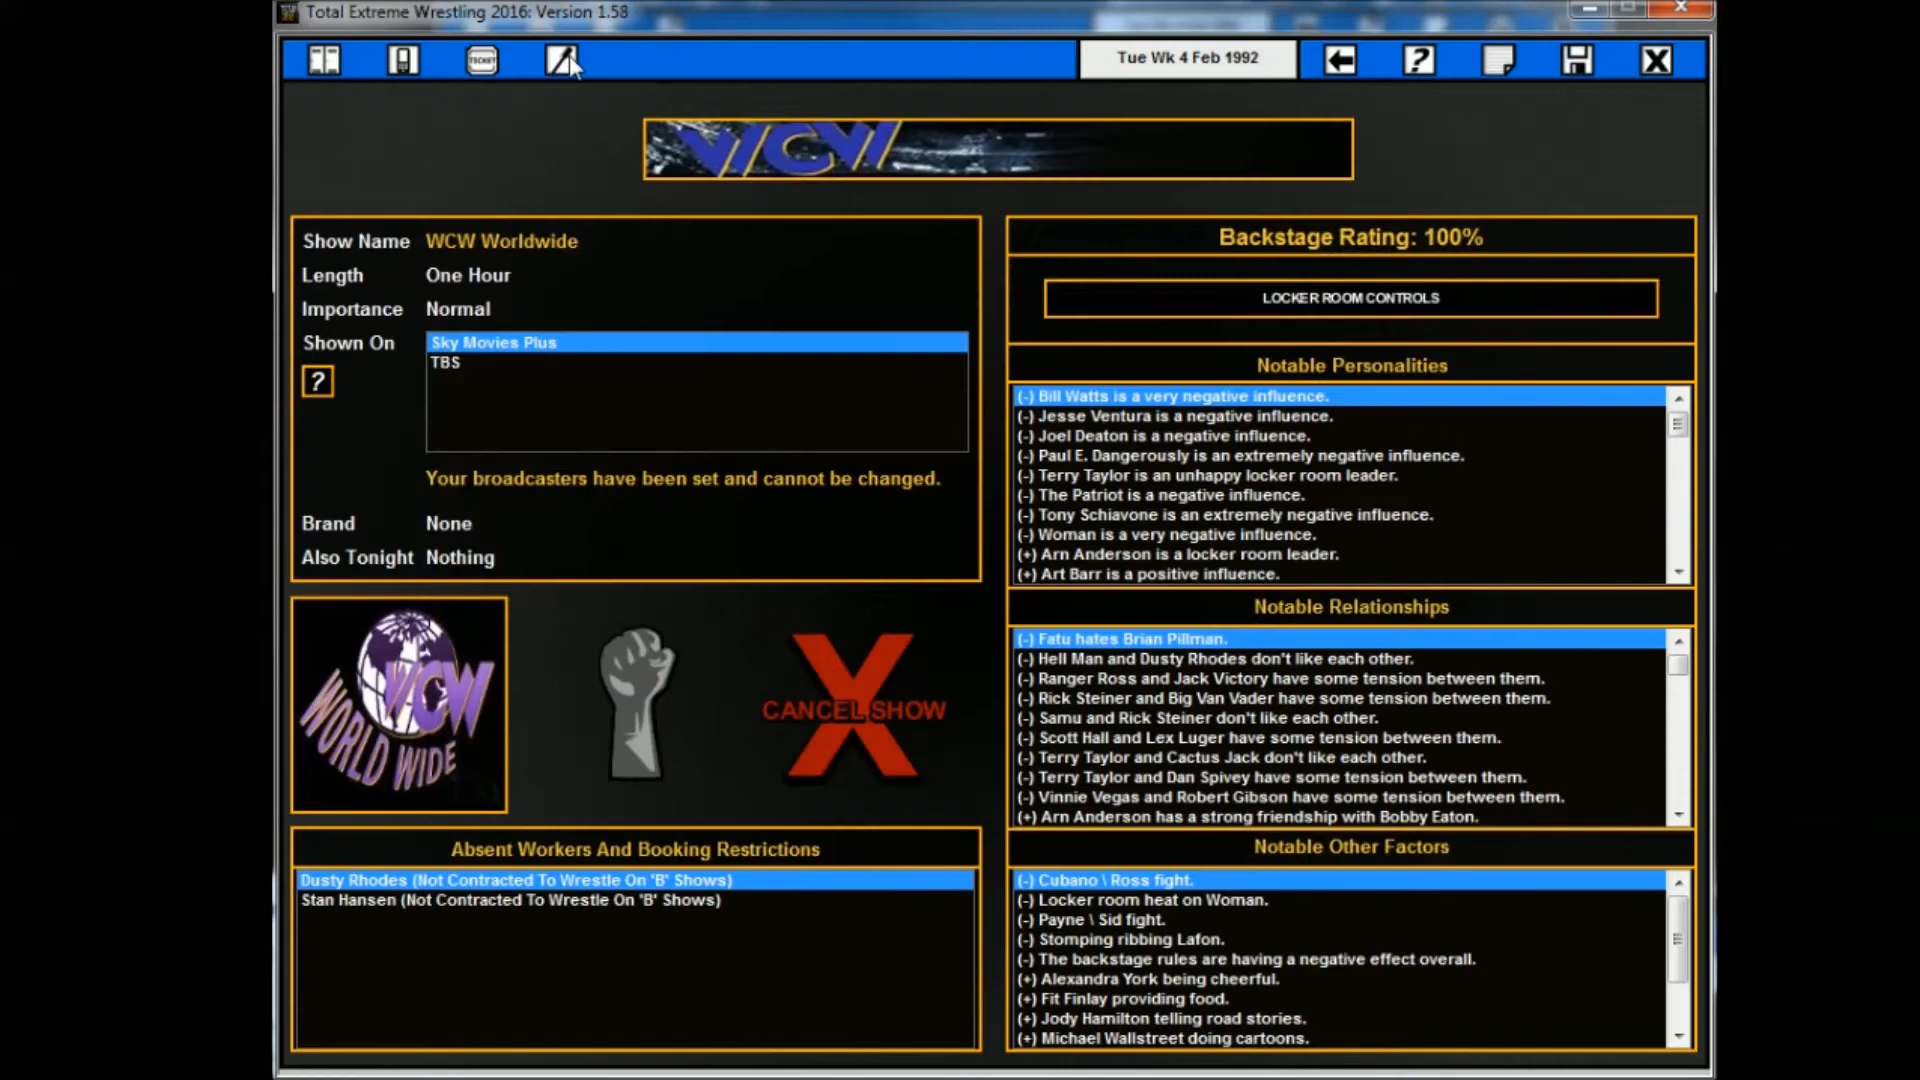 Total Extreme Wrestling 2016: Version 1.58
TICKET
Tue Wk 4 Feb 1992
?
X
WCW
Show Name WCW Worldwide
Length One Hour
Importance Normal
Shown On Sky Movies Plus
TBS
?
Your broadcasters have been set and cannot be changed.
Brand None
Also Tonight Nothing
WCW
WORLD WIDE
X
CANCEL SHOW
Absent Workers And Booking Restrictions
Dusty Rhodes (Not Contracted To Wrestle On 'B' Shows)
Stan Hansen (Not Contracted To Wrestle On 'B' Shows)
Backstage Rating: 100%
LOCKER ROOM CONTROLS
Notable Personalities
(-) Bill Watts is a very negative influence.
(-) Jesse Ventura is a negative influence.
(-) Joel Deaton is a negative influence.
(-) Paul E. Dangerously is an extremely negative influence.
(-) Terry Taylor is an unhappy locker room leader.
(-) The Patriot is a negative influence.
(-) Tony Schiavone is an extremely negative influence.
(-) Woman is a very negative influence.
(+) Arn Anderson is a locker room leader.
(+) Art Barr is a positive influence.
Notable Relationships
(-) Fatu hates Brian Pillman.
(-) Hell Man and Dusty Rhodes don't like each other.
(-) Ranger Ross and Jack Victory have some tension between them.
(-) Rick Steiner and Big Van Vader have some tension between them.
(-) Samu and Rick Steiner don't like each other.
(-) Scott Hall and Lex Luger have some tension between them.
(-) Terry Taylor and Cactus Jack don't like each other.
(-) Terry Taylor and Dan Spivey have some tension between them.
(-) Vinnie Vegas and Robert Gibson have some tension between them.
(+) Arn Anderson has a strong friendship with Bobby Eaton.
Notable Other Factors
(-) Cubano \ Ross fight.
(-) Locker room heat on Woman.
(-) Payne \ Sid fight.
(-) Stomping ribbing Lafon.
(-) The backstage rules are having a negative effect overall.
(+) Alexandra York being cheerful.
(+) Fit Finlay providing food.
(+) Jody Hamilton telling road stories.
(+) Michael Wallstreet doing cartoons.